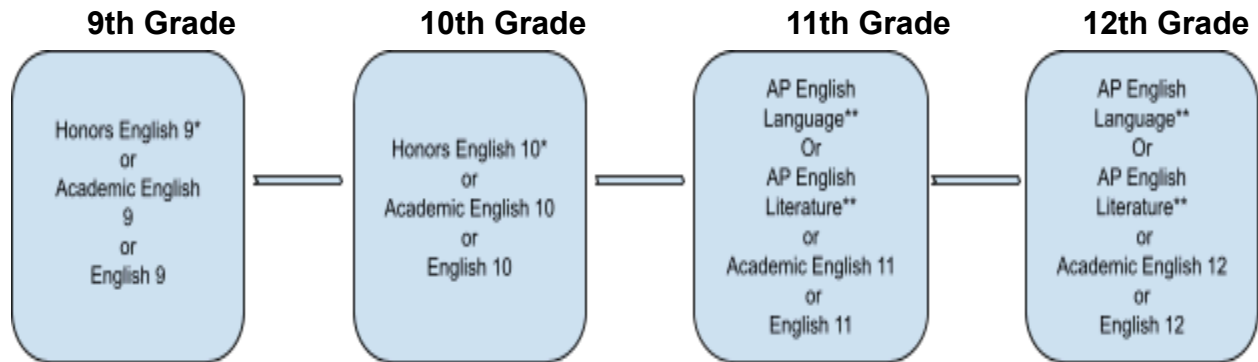 9th Grade
10th Grade
11th Grade
12th Grade
Honors English 9*
or
Academic English
9
or
English 9
Honors English 10*
or
Academic English 10
or
English 10
AP English
Language**
Or
AP English
Literature**
or
Academic English 11
or
English 11
AP English
Language**
Or
AP English
Literature**
or
Academic English 12
or
English 12